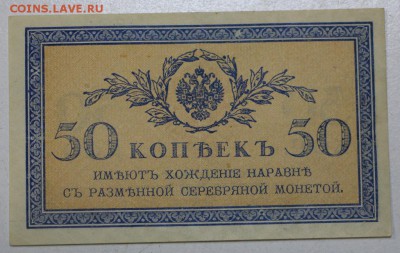 COINS.LAVE.RU
50 КОПѢЕКЪ 50
ИМѢЮТЪ ХОЖДЕНІЕ НАРАВНѢ
СЪ РАЗМѢННОЙ СЕРЕБРЯНОЙ МОНЕТОЙ.